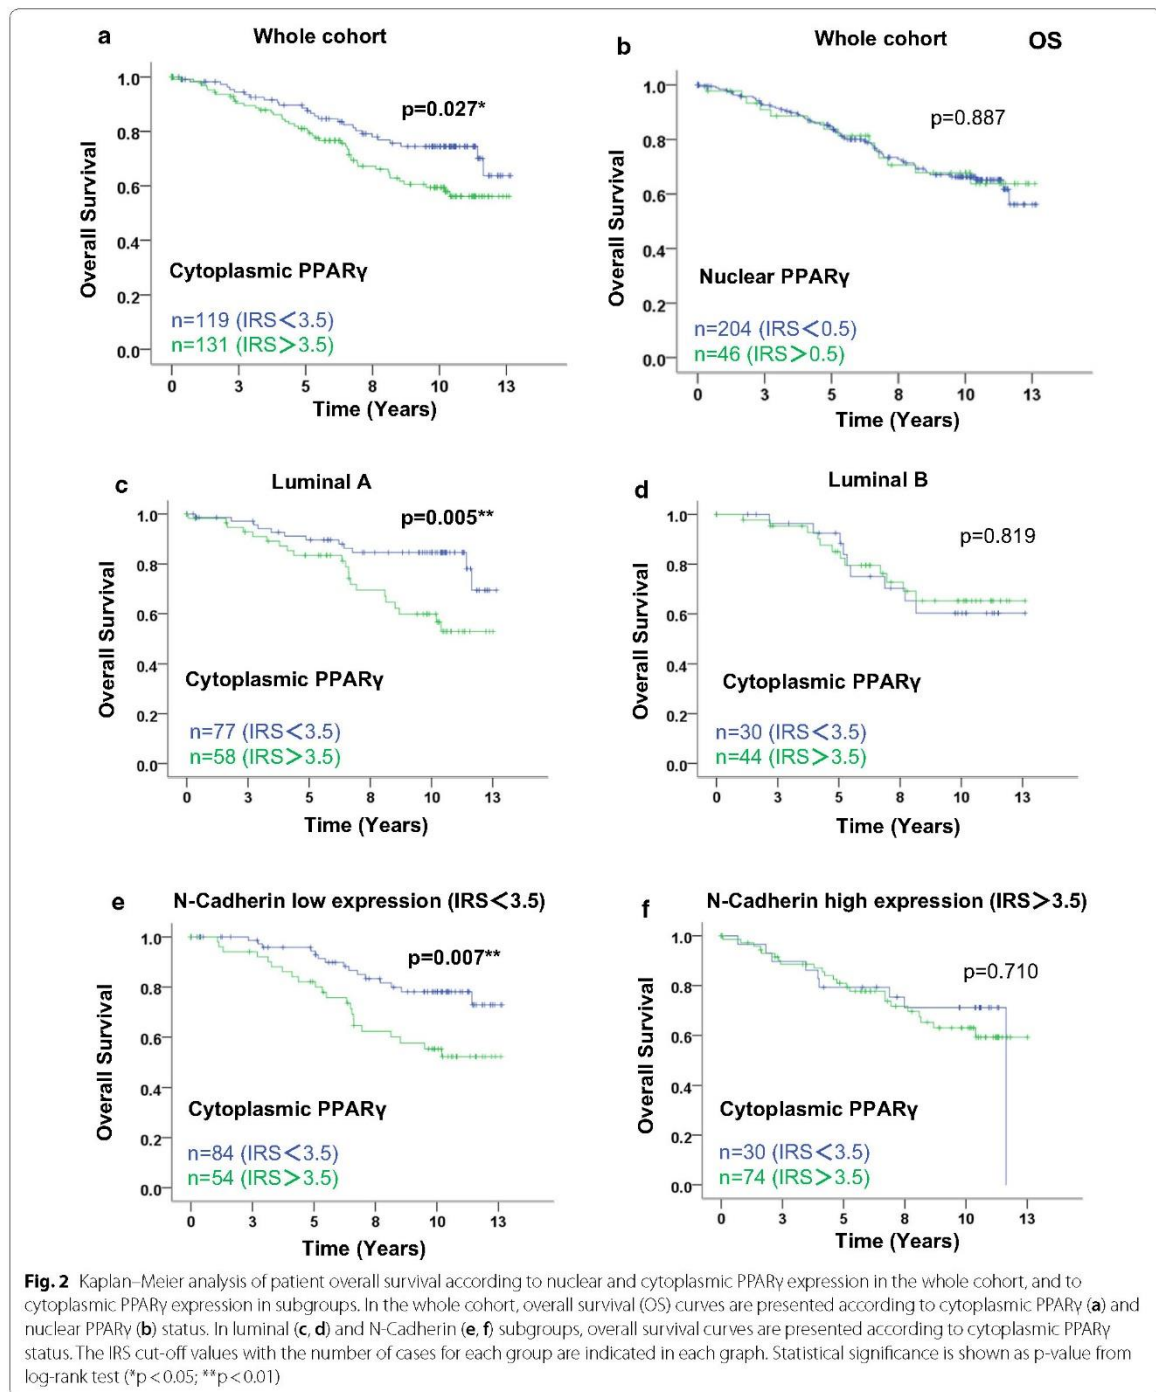 a
Whole cohort
1.0
0.8
0.6
0.4
0.2
0.0
Overall Survival
p=0.027*
Cytoplasmic PPARγ
n=119 (IRS<3.5)
n=131 (IRS>3.5)
0 3 5 8 10 13
Time (Years)
b
Whole cohort
OS
1.0
0.8
0.6
0.4
0.2
0.0
Overall Survival
p=0.887
Nuclear PPARγ
n=204 (IRS<0.5)
n=46 (IRS>0.5)
0 3 5 8 10 13
Time (Years)
c
Luminal A
1.0
0.8
0.6
0.4
0.2
0.0
Overall Survival
p=0.005**
Cytoplasmic PPARγ
n=77 (IRS<3.5)
n=58 (IRS>3.5)
0 3 5 8 10 13
Time (Years)
d
Luminal B
1.0
0.8
0.6
0.4
0.2
0.0
Overall Survival
p=0.819
Cytoplasmic PPARγ
n=30 (IRS<3.5)
n=44 (IRS>3.5)
0 3 5 8 10 13
Time (Years)
e
N-Cadherin low expression (IRS<3.5)
1.0
0.8
0.6
0.4
0.2
0.0
Overall Survival
p=0.007**
Cytoplasmic PPARγ
n=84 (IRS<3.5)
n=54 (IRS>3.5)
0 3 5 8 10 13
Time (Years)
f
N-Cadherin high expression (IRS>3.5)
1.0
0.8
0.6
0.4
0.2
0.0
Overall Survival
p=0.710
Cytoplasmic PPARγ
n=30 (IRS<3.5)
n=74 (IRS>3.5)
0 3 5 8 10 13
Time (Years)
Fig. 2 Kaplan–Meier analysis of patient overall survival according to nuclear and cytoplasmic PPARγ expression in the whole cohort, and to
cytoplasmic PPARγ expression in subgroups. In the whole cohort, overall survival (OS) curves are presented according to cytoplasmic PPARγ (a) and
nuclear PPARγ (b) status. In luminal (c, d) and N-Cadherin (e, f) subgroups, overall survival curves are presented according to cytoplasmic PPARγ
status. The IRS cut-off values with the number of cases for each group are indicated in each graph. Statistical significance is shown as p-value from
log-rank test (*p < 0.05; **p < 0.01)